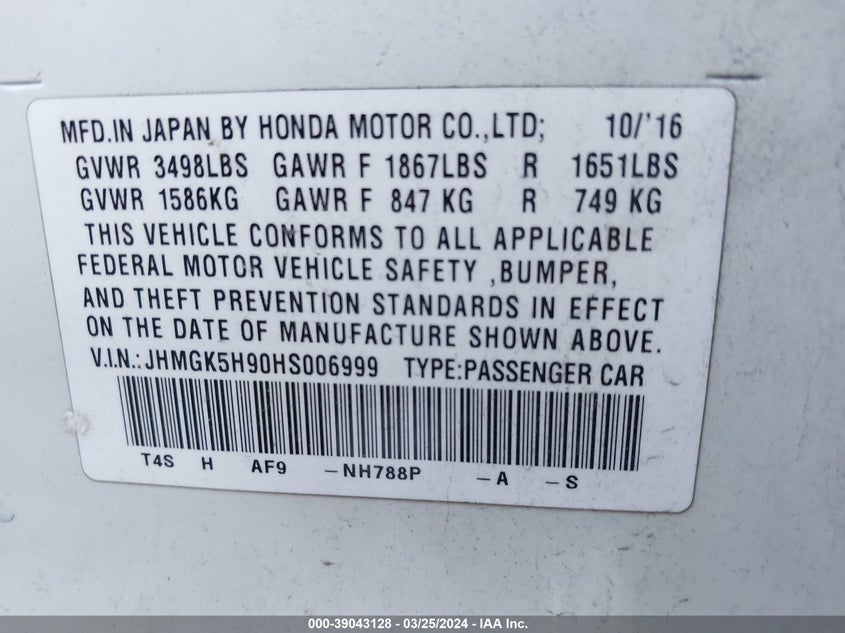 MFD.IN JAPAN BY HONDA MOTOR CO.,LTD; 10/'16
GVWR 3498LBS GAWR F 1867LBS R 1651LBS
GVWR 1586KG GAWR F 847 KG R 749 KG
THIS VEHICLE CONFORMS TO ALL APPLICABLE
FEDERAL MOTOR VEHICLE SAFETY ,BUMPER,
AND THEFT PREVENTION STANDARDS IN EFFECT
ON THE DATE OF MANUFACTURE SHOWN ABOVE.
V.I.N.: JHMGK5H90HS006999 TYPE:PASSENGER CAR
T4S H AF9 -NH788P -A -S
000-39043128 - 03/25/2024 - IAA Inc.